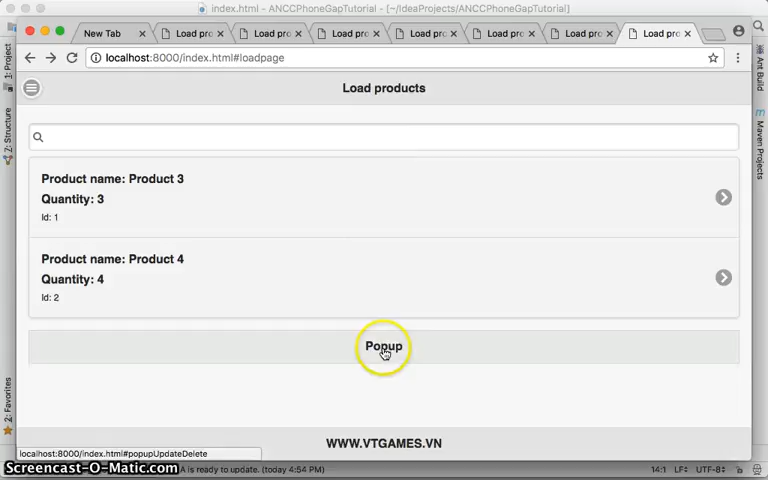 index.html - ANCCPhoneGapTutorial - [~/IdeaProjects/ANCCPhoneGapTutorial]
New Tab
Load pro
Load pro
Load pro
Load pro
Load pro
Load pro
Load pro
localhost:8000/index.html#loadpage
1: Project
Ant Build
Load products
7: Structure
Maven Projects
Product name: Product 3
Quantity: 3
Id: 1
Product name: Product 4
Quantity: 4
Id: 2
Popup
2: Favorites
WWW.VTGAMES.VN
localhost:8000/index.html#popupUpdateDelete
Screencast-O-Matic.com
A is ready to update. (today 4:54 PM)
14:1
LF÷
UTF-8÷